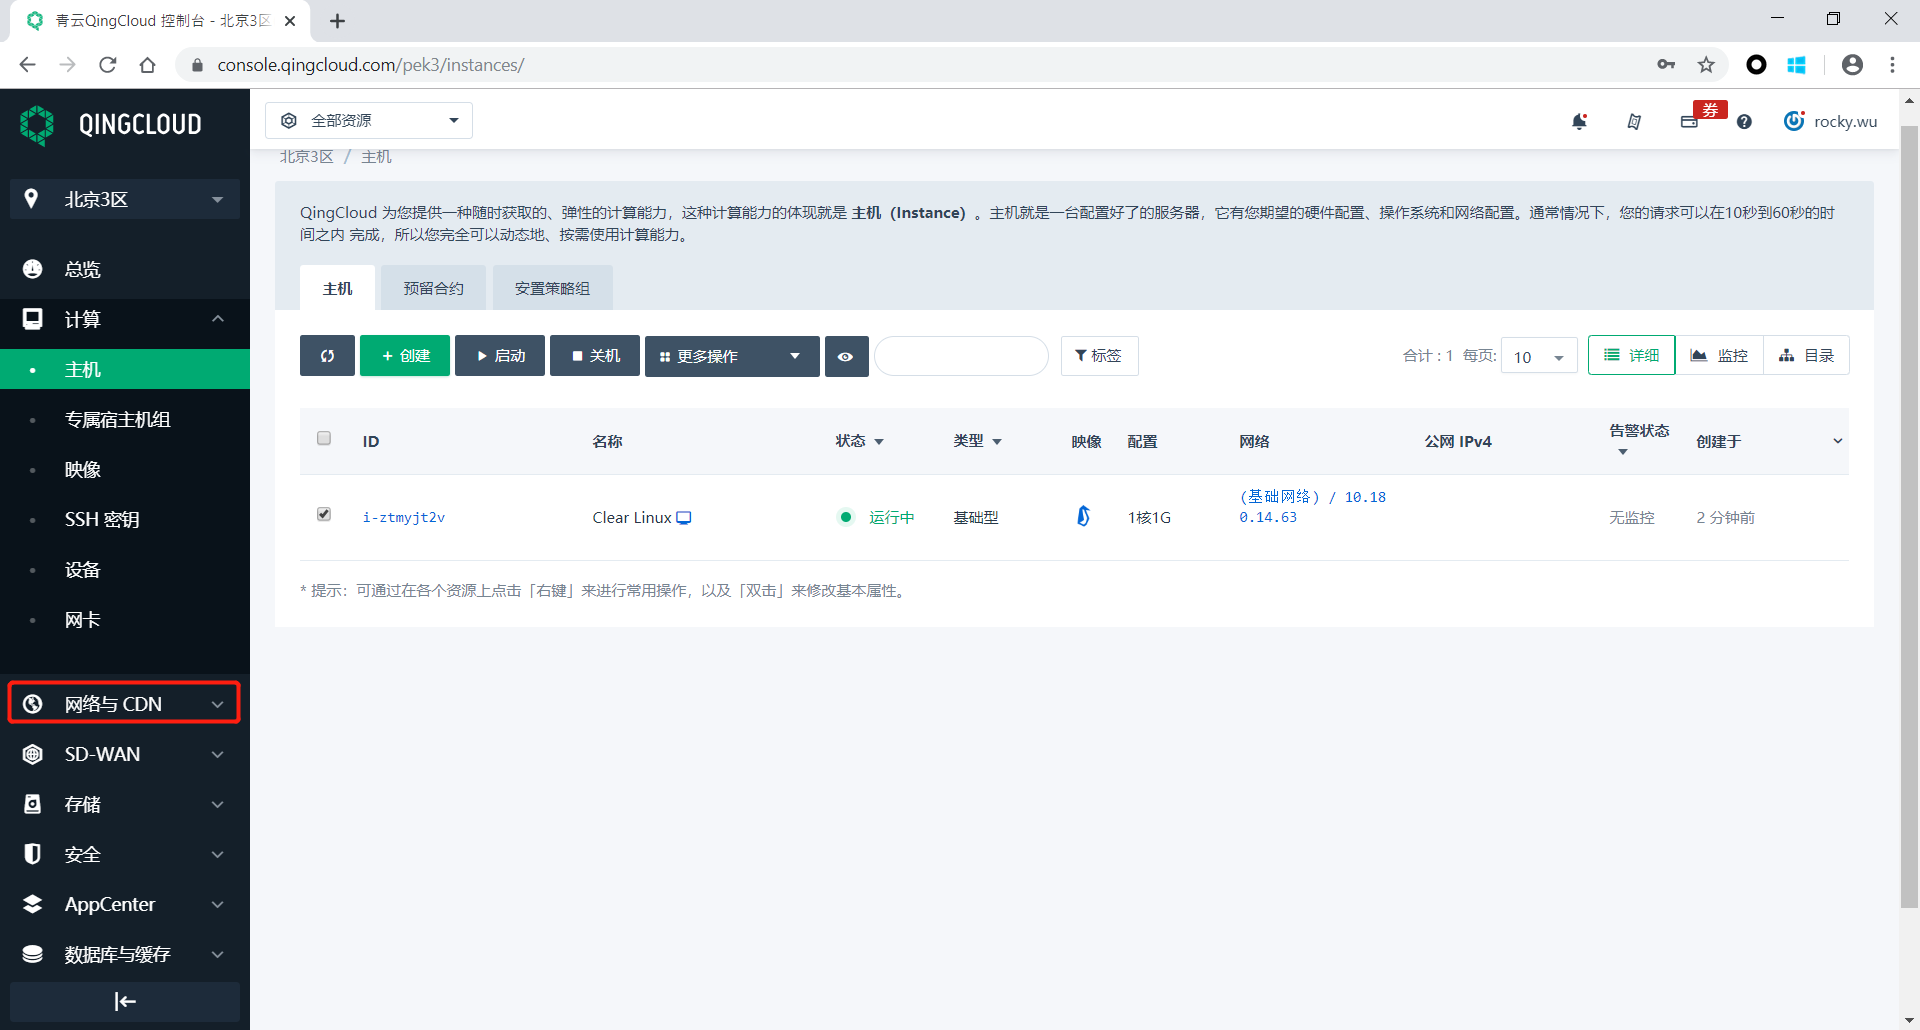 青云QingCloud 控制台 - 北京3区
console.qingcloud.com/pek3/instances/
QINGCLOUD
全部资源
券
rocky.wu
北京3区 / 主机
北京3区
总览
计算
主机
专属宿主机组
映像
SSH 密钥
设备
网卡
网络与 CDN
SD-WAN
存储
安全
AppCenter
数据库与缓存
QingCloud 为您提供一种随时获取的、弹性的计算能力，这种计算能力的体现就是 主机（Instance）。主机就是一台配置好了的服务器，它有您期望的硬件配置、操作系统和网络配置。通常情况下，您的请求可以在10秒到60秒的时
间之内 完成，所以您完全可以动态地、按需使用计算能力。
主机 预留合约 安置策略组
+ 创建 启动 关机 更多操作 标签 合计 : 1 每页: 10 详细 监控 目录
ID 名称 状态 类型 映像 配置 网络 公网 IPv4 告警状态 创建于
i-ztmyjt2v Clear Linux 运行中 基础型 1核1G (基础网络) / 10.18
0.14.63 无监控 2 分钟前
* 提示：可通过在各个资源上点击「右键」来进行常用操作，以及「双击」来修改基本属性。